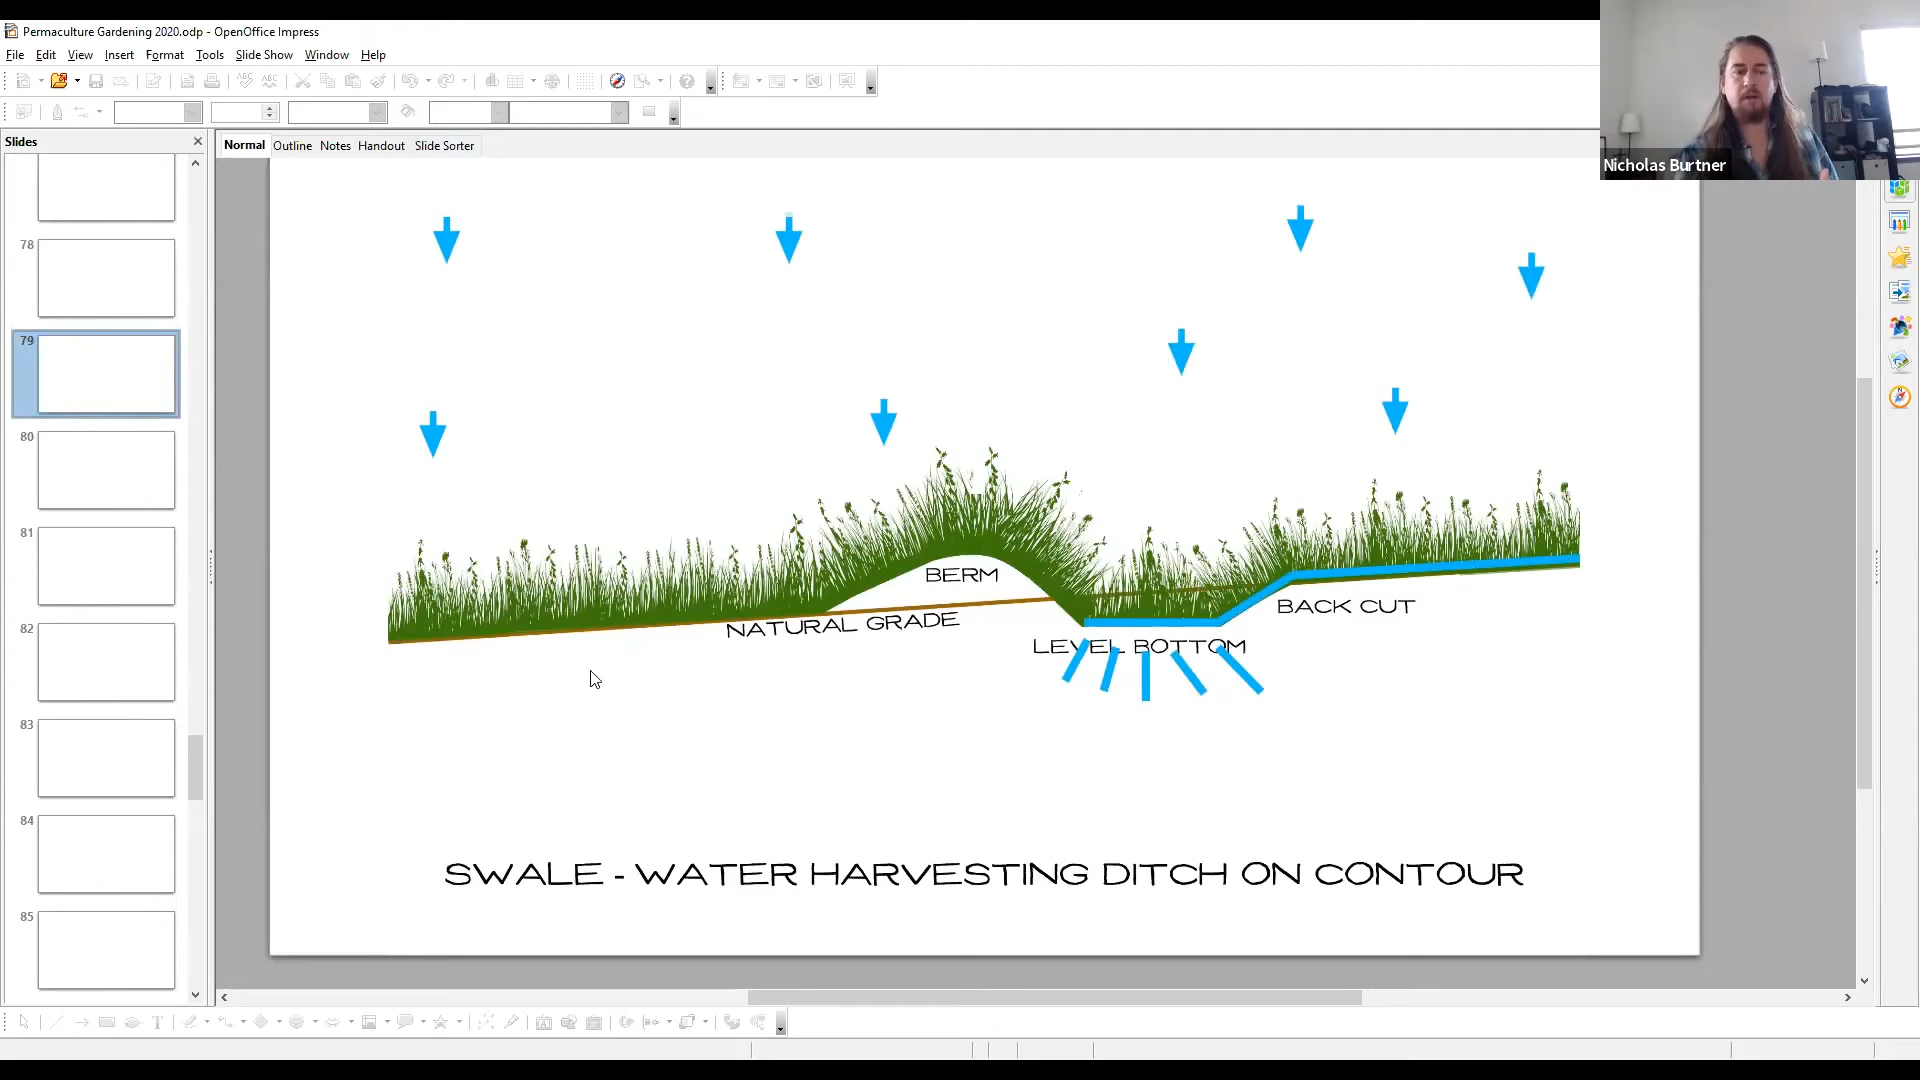 Permaculture Gardening 2020.odp - OpenOffice Impress
File Edit View Insert Format Tools Slide Show Window Help
Slides
Normal Outline Notes Handout Slide Sorter
Nicholas Burtner
78
79
80
81
82
83
84
85
BERM
NATURAL GRADE
BACK CUT
LEVEL BOTTOM
SWALE - WATER HARVESTING DITCH ON CONTOUR